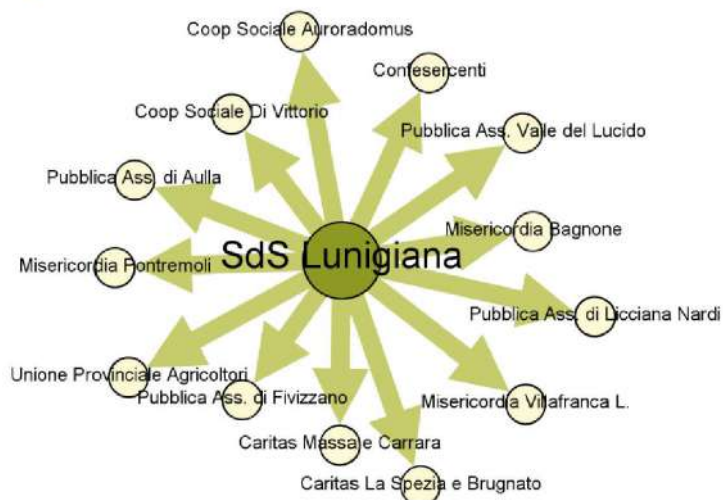 Coop Sociale Auroradomus
Confesercenti
Coop Sociale Di Vittorio
Pubblica Ass. Valle del Lucido
Pubblica Ass. di Aulla
Misericordia Bagnone
SdS Lunigiana
Misericordia Pontremoli
Pubblica Ass. di Licciana Nardi
Unione Provinciale Agricoltori
Pubblica Ass. di Fivizzano
Misericordia Villafranca L.
Caritas Massa e Carrara
Caritas La Spezia e Brugnato